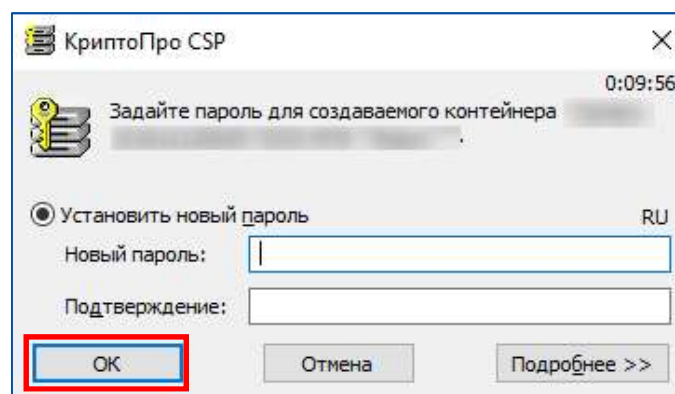 КриптоПро CSP
0:09:56
Задайте пароль для создаваемого контейнера
.
Установить новый пароль
RU
Новый пароль:
Подтверждение:
ОК
Отмена
Подробнее >>